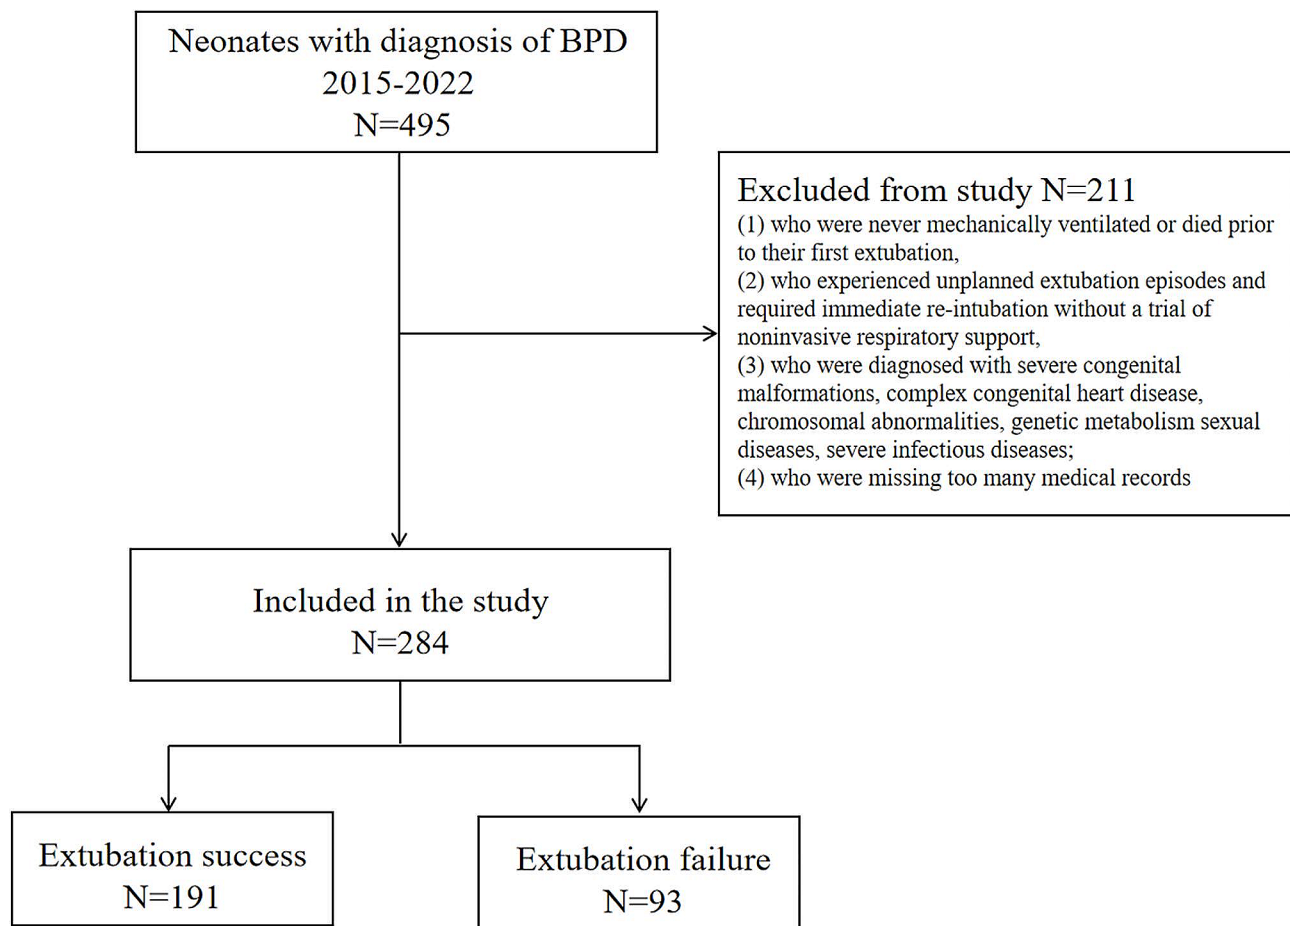 Neonates with diagnosis of BPD
2015-2022
N=495
Excluded from study N=211
(1) who were never mechanically ventilated or died prior
to their first extubation,
(2) who experienced unplanned extubation episodes and
required immediate re-intubation without a trial of
noninvasive respiratory support,
(3) who were diagnosed with severe congenital
malformations, complex congenital heart disease,
chromosomal abnormalities, genetic metabolism sexual
diseases, severe infectious diseases;
(4) who were missing too many medical records
Included in the study
N=284
Extubation success
N=191
Extubation failure
N=93